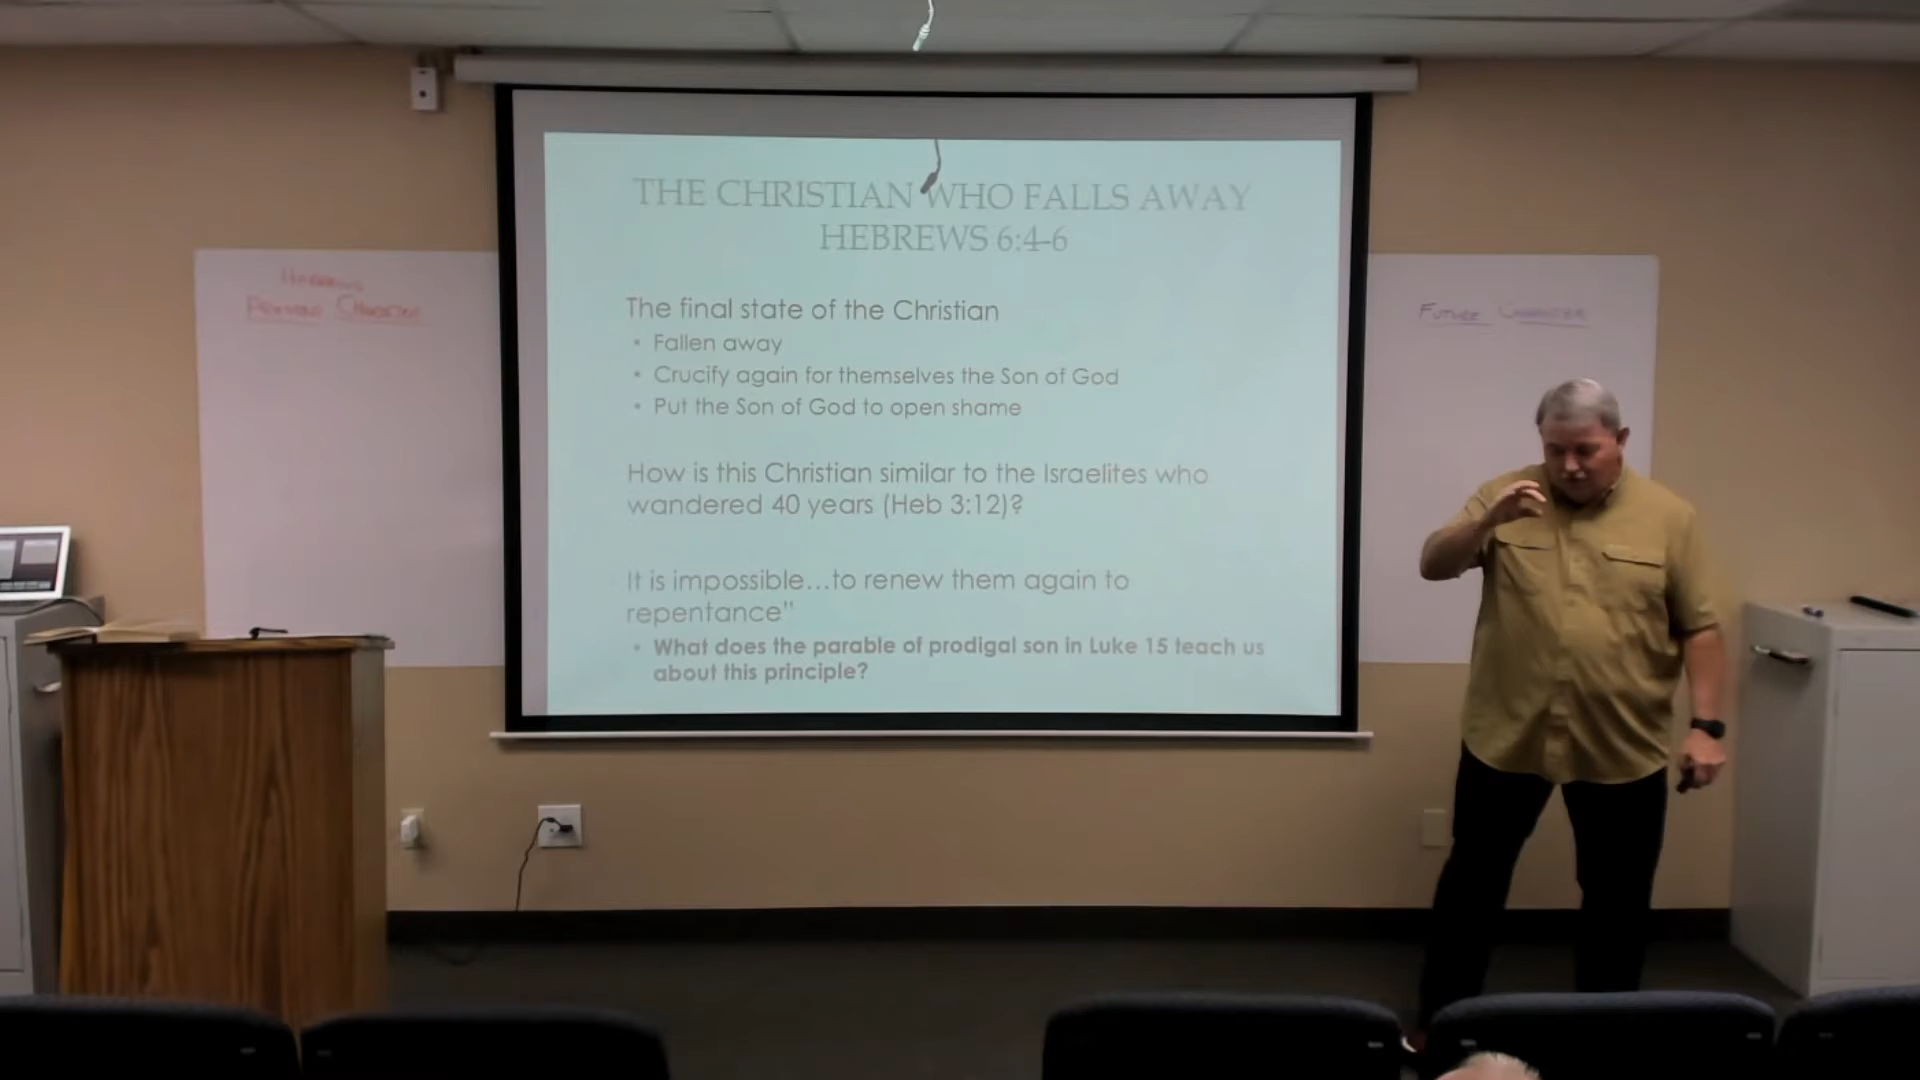 THE CHRISTIAN WHO FALLS AWAY
HEBREWS 6:4-6
The final state of the Christian
• Fallen away
• Crucify again for themselves the Son of God
• Put the Son of God to open shame
How is this Christian similar to the Israelites who
wandered 40 years (Heb 3:12)?
It is impossible...to renew them again to
repentance"
• What does the parable of prodigal son in Luke 15 teach us
about this principle?
FUTURE